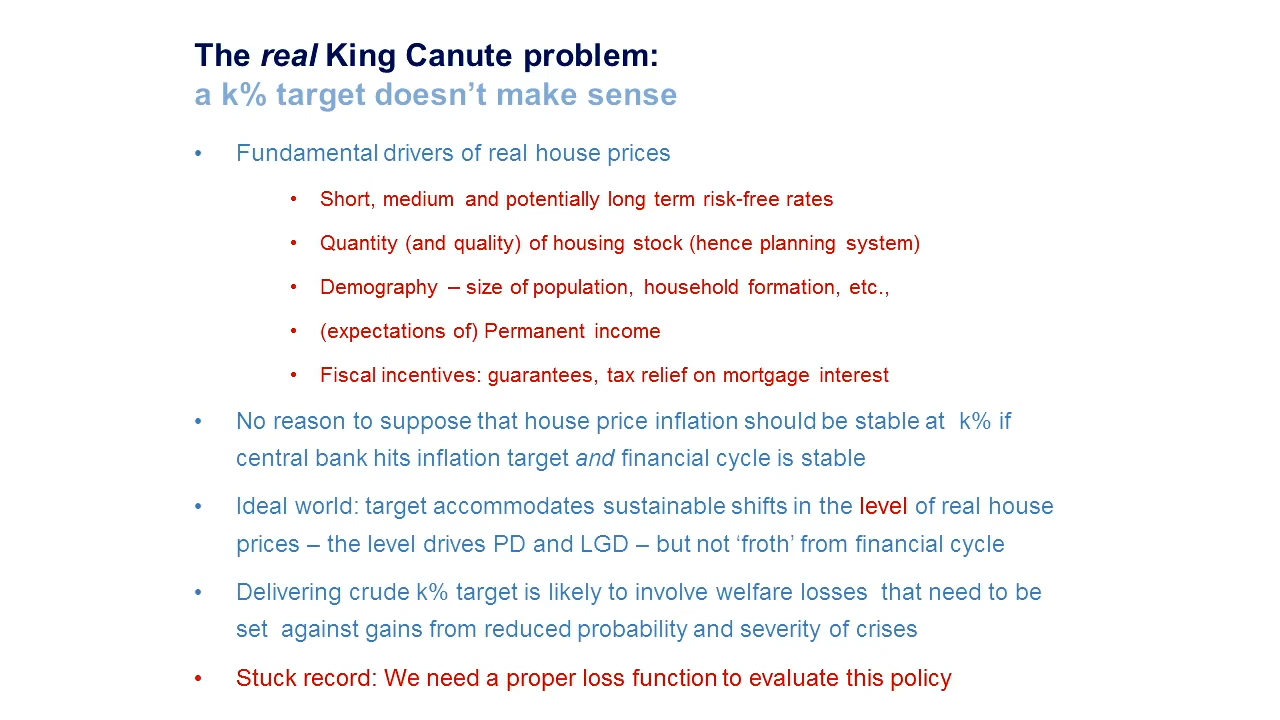 The real King Canute problem:
a k% target doesn’t make sense
• Fundamental drivers of real house prices
• Short, medium and potentially long term risk-free rates
• Quantity (and quality) of housing stock (hence planning system)
• Demography – size of population, household formation, etc.,
• (expectations of) Permanent income
• Fiscal incentives: guarantees, tax relief on mortgage interest
• No reason to suppose that house price inflation should be stable at k% if
central bank hits inflation target and financial cycle is stable
• Ideal world: target accommodates sustainable shifts in the level of real house
prices – the level drives PD and LGD – but not ‘froth’ from financial cycle
• Delivering crude k% target is likely to involve welfare losses that need to be
set against gains from reduced probability and severity of crises
• Stuck record: We need a proper loss function to evaluate this policy